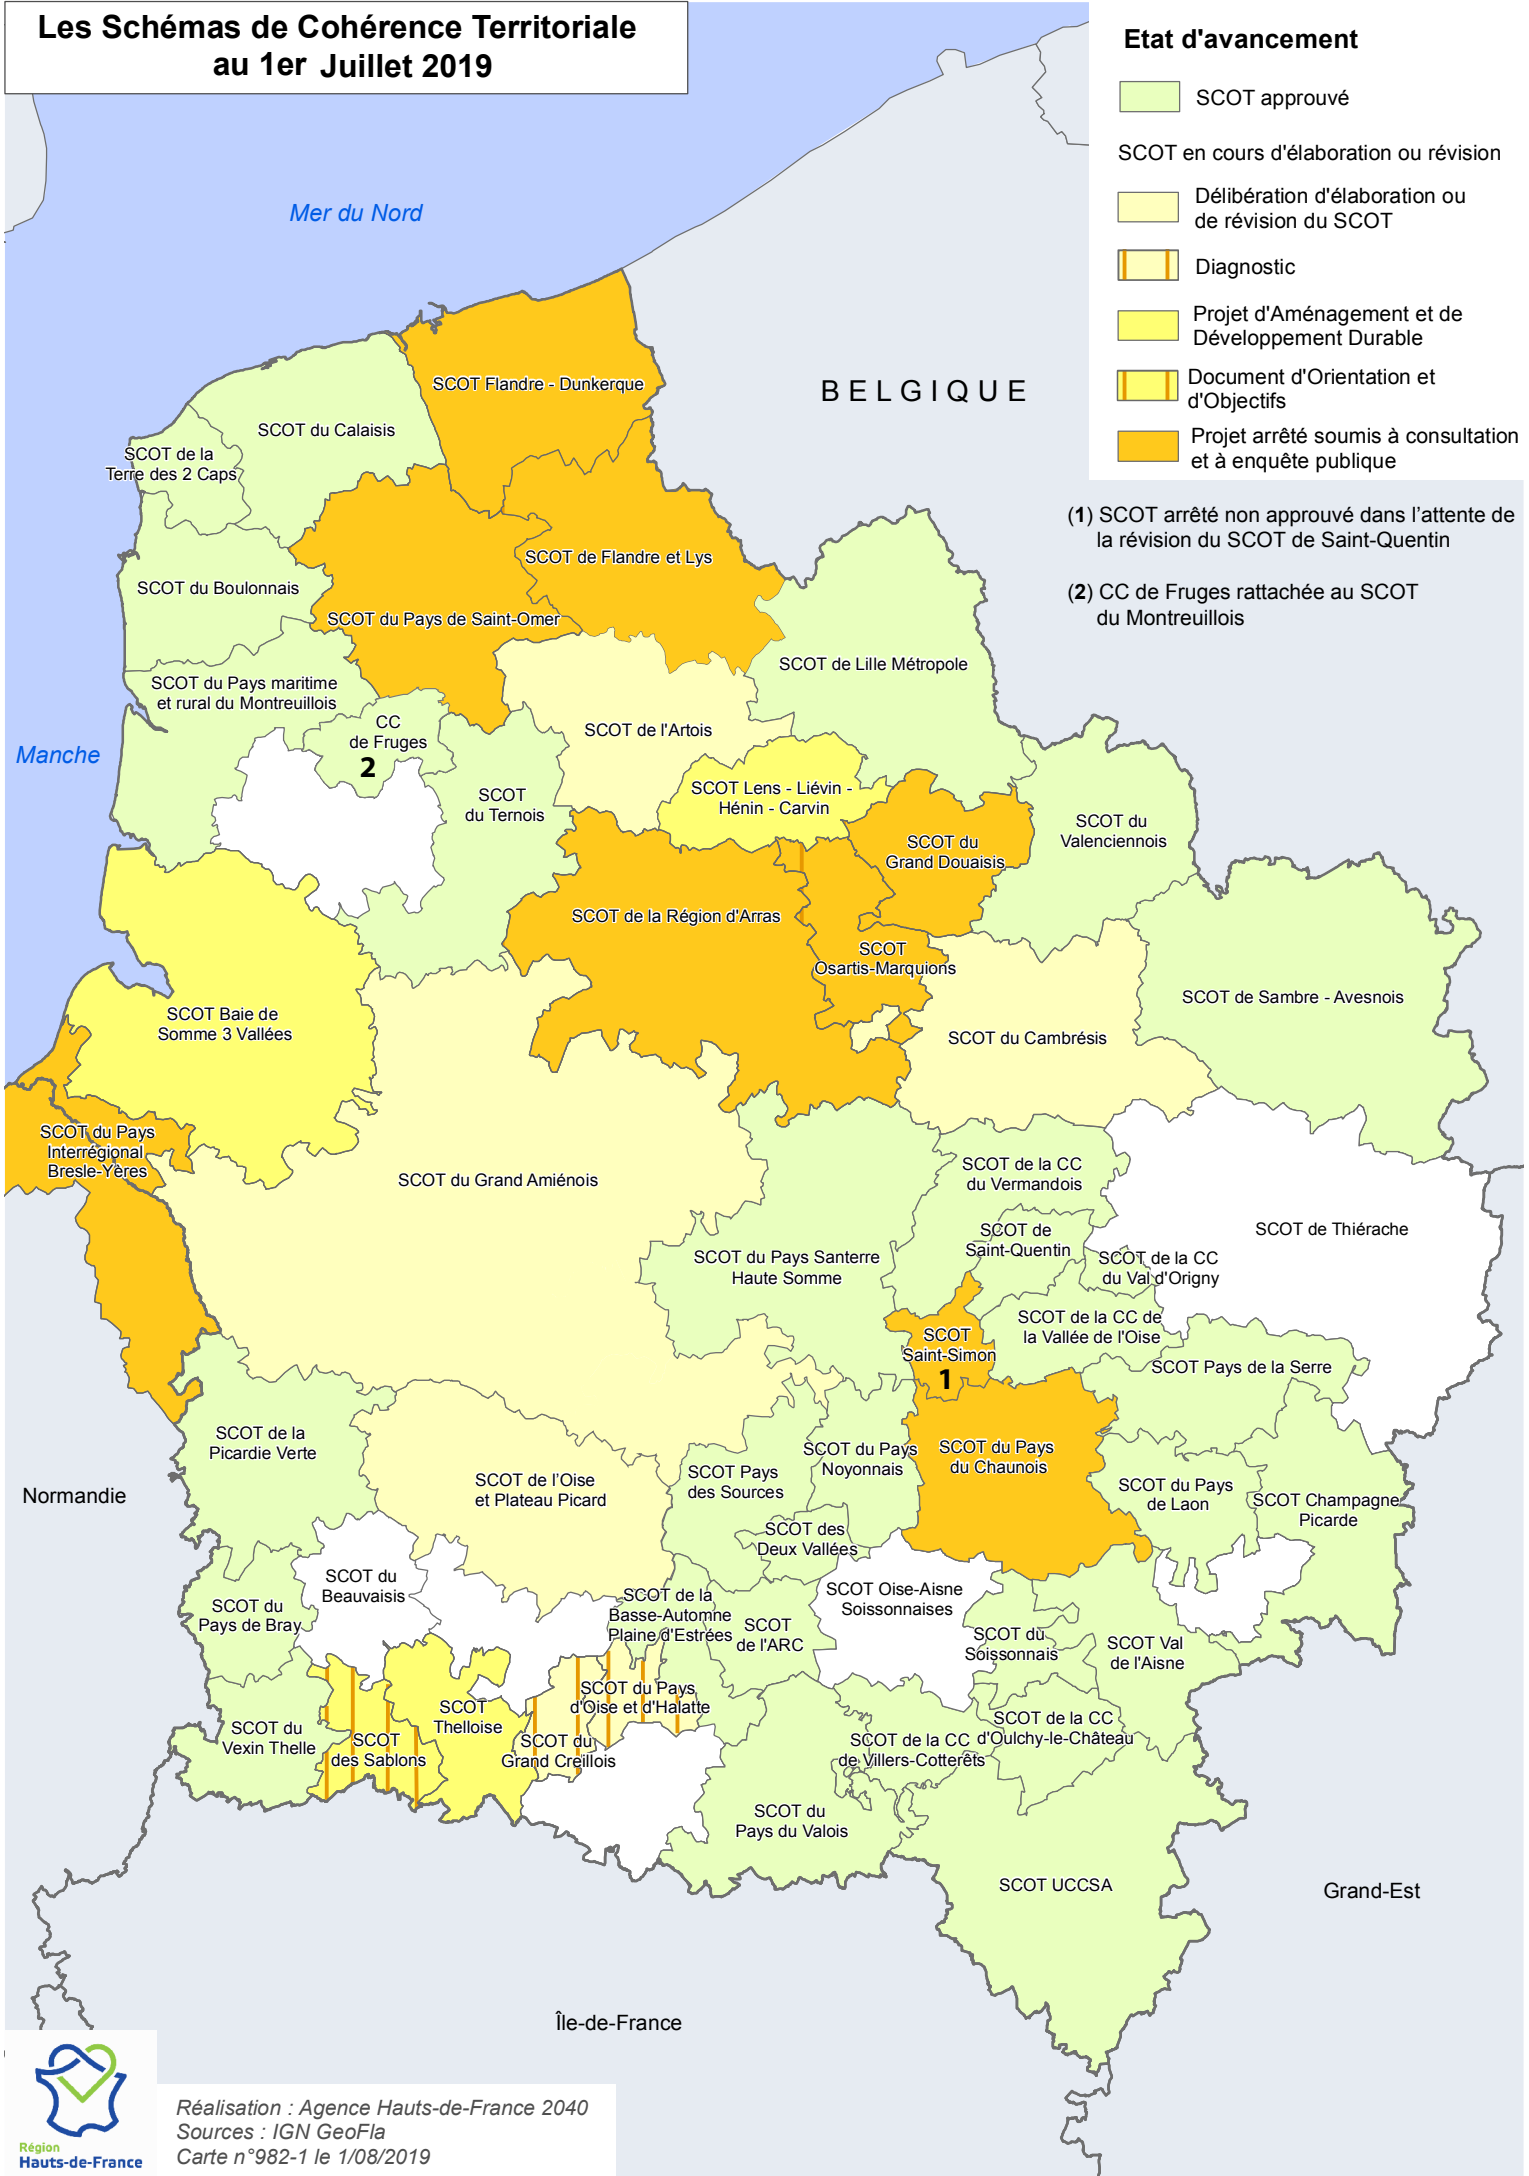 Les Schémas de Cohérence Territoriale
au 1er Juillet 2019
Etat d'avancement
SCOT approuvé
SCOT en cours d'élaboration ou révision
Délibération d'élaboration ou
de révision du SCOT
Diagnostic
Projet d'Aménagement et de
Développement Durable
Document d'Orientation et
d'Objectifs
Projet arrêté soumis à consultation
et à enquête publique
(1) SCOT arrêté non approuvé dans l'attente de
la révision du SCOT de Saint-Quentin
(2) CC de Fruges rattachée au SCOT
du Montreuillois
Mer du Nord
BELGIQUE
SCOT Flandre - Dunkerque
SCOT du Calaisis
SCOT de la
Terre des 2 Caps
SCOT de Flandre et Lys
SCOT du Boulonnais
SCOT du Pays de Saint-Omer
SCOT de Lille Métropole
SCOT du Pays maritime
et rural du Montreuillois
CC
de Fruges
2
SCOT de l'Artois
Manche
SCOT Lens - Liévin -
Hénin - Carvin
SCOT
du Ternois
SCOT du
Valenciennois
SCOT du
Grand Douaisis
SCOT de la Région d'Arras
SCOT
Osartis-Marquions
SCOT de Sambre - Avesnois
SCOT Baie de
Somme 3 Vallées
SCOT du Cambrésis
SCOT du Pays
Interrégional
Bresle-Yères
SCOT du Grand Amiénois
SCOT de la CC
du Vermandois
SCOT de
Saint-Quentin
SCOT de Thiérache
SCOT du Pays Santerre
Haute Somme
SCOT de la CC
du Val d'Origny
SCOT de la CC de
la Vallée de l'Oise
SCOT
Saint-Simon
1
SCOT Pays de la Serre
SCOT de la
Picardie Verte
SCOT du Pays
Noyonnais
SCOT du Pays
du Chaunois
SCOT de l'Oise
et Plateau Picard
SCOT Pays
des Sources
SCOT du Pays
de Laon
SCOT Champagne
Picarde
Normandie
SCOT des
Deux Vallées
SCOT du
Beauvaisis
SCOT Oise-Aisne
Soissonnaises
SCOT du
Pays de Bray
SCOT de la
Basse-Automne
Plaine d'Estrées
SCOT
de l'ARC
SCOT du
Soissonnais
SCOT Val
de l'Aisne
SCOT du Pays
d'Oise et d'Halatte
SCOT
Thelloise
SCOT du
Vexin Thelle
SCOT
des Sablons
SCOT du
Grand Creillois
SCOT de la CC
de Villers-Cotterêts
SCOT de la CC
d'Oulchy-le-Château
SCOT du
Pays du Valois
SCOT UCCSA
Grand-Est
Île-de-France
Région
Hauts-de-France
Réalisation : Agence Hauts-de-France 2040
Sources : IGN GeoFla
Carte n°982-1 le 1/08/2019